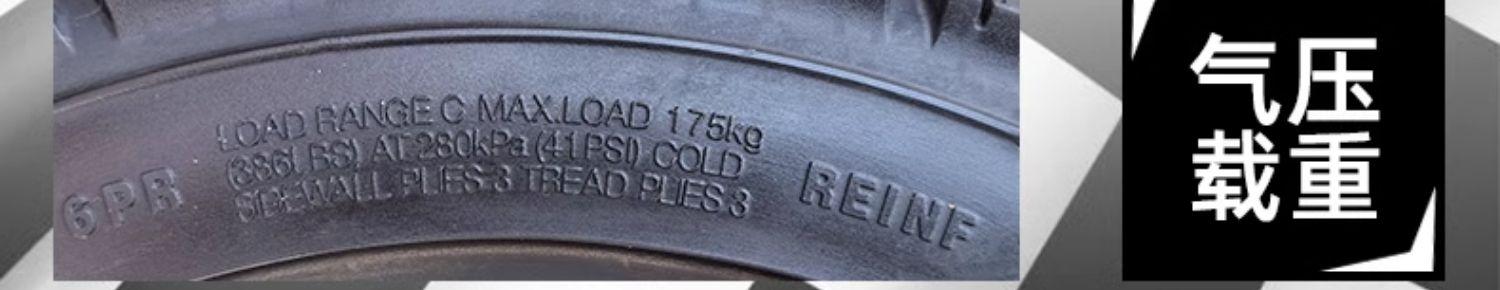 LOAD RANGE C MAX.LOAD 175kg
(386LBS) AT 280kPa (41PSI) COLD
SIDEWALL PLIES 3 TREAD PLIES 3
6PR
REINF
气压
载重